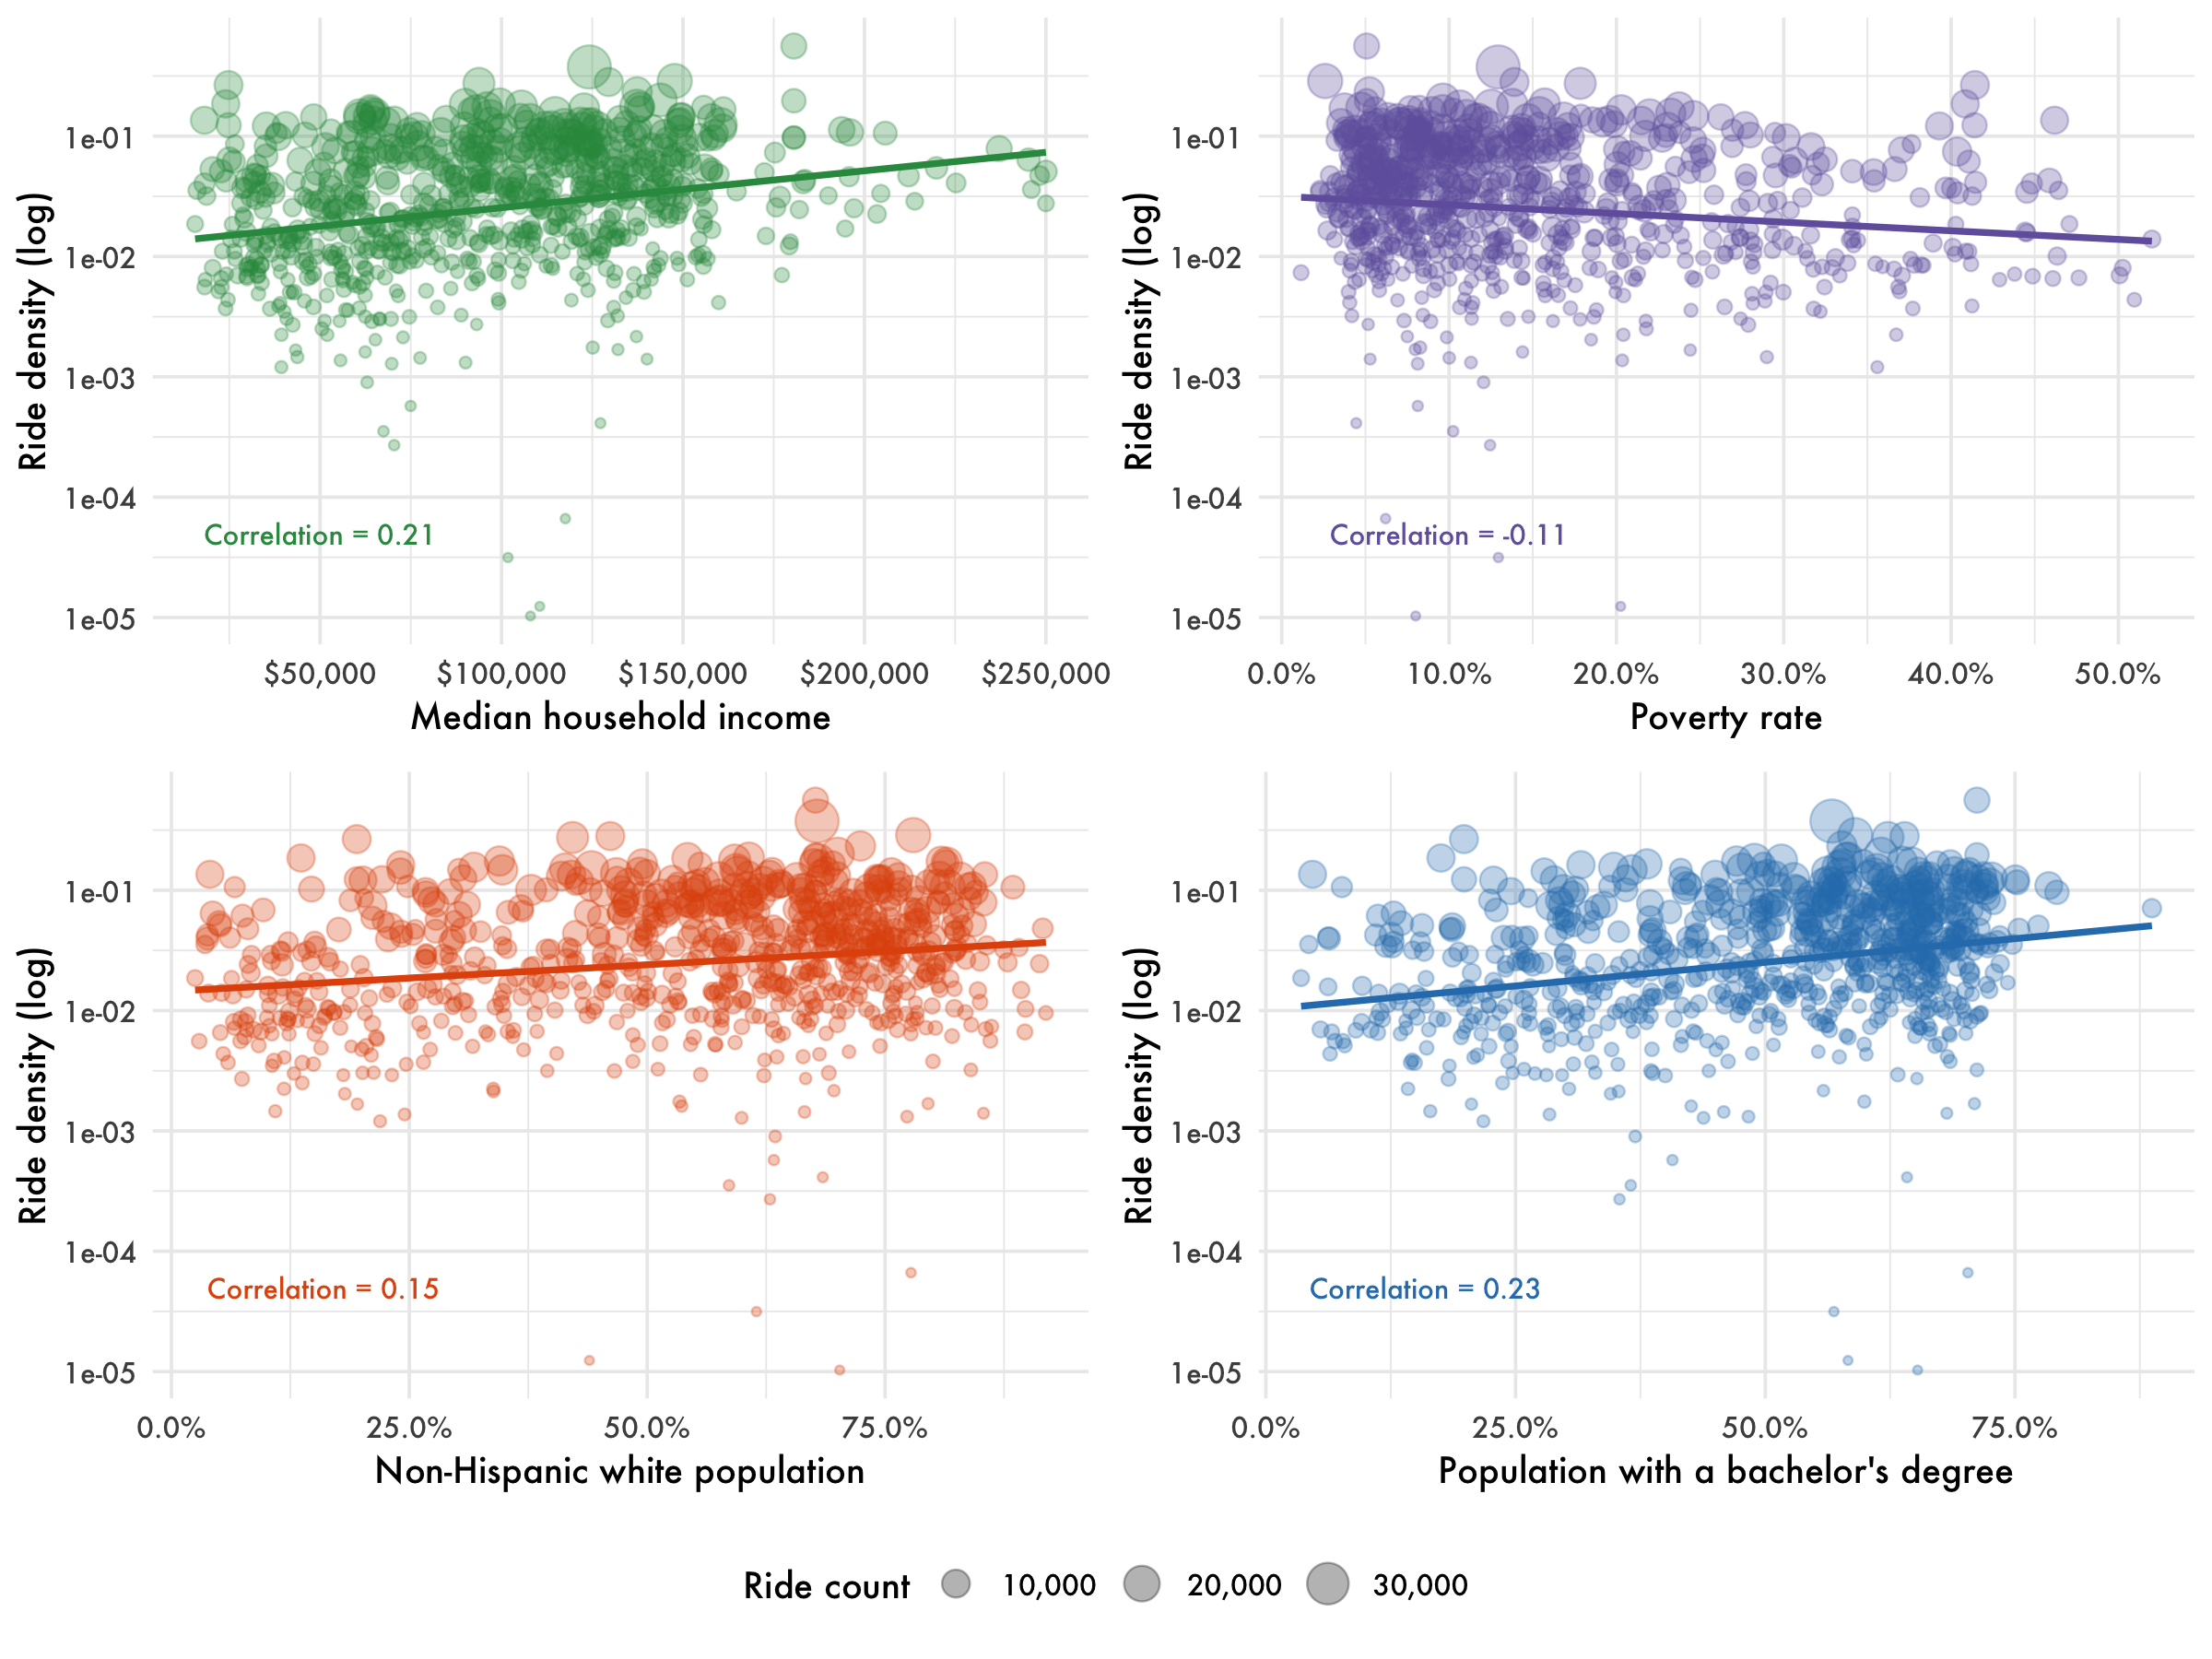 Ride density (log)
1e-01
1e-02
1e-03
1e-04
1e-05
Correlation = 0.21
$50,000 $100,000 $150,000 $200,000 $250,000
Median household income
Ride density (log)
1e-01
1e-02
1e-03
1e-04
1e-05
Correlation = -0.11
0.0% 10.0% 20.0% 30.0% 40.0% 50.0%
Poverty rate
Ride density (log)
1e-01
1e-02
1e-03
1e-04
1e-05
Correlation = 0.15
0.0% 25.0% 50.0% 75.0%
Non-Hispanic white population
Ride density (log)
1e-01
1e-02
1e-03
1e-04
1e-05
Correlation = 0.23
0.0% 25.0% 50.0% 75.0%
Population with a bachelor's degree
Ride count 10,000 20,000 30,000